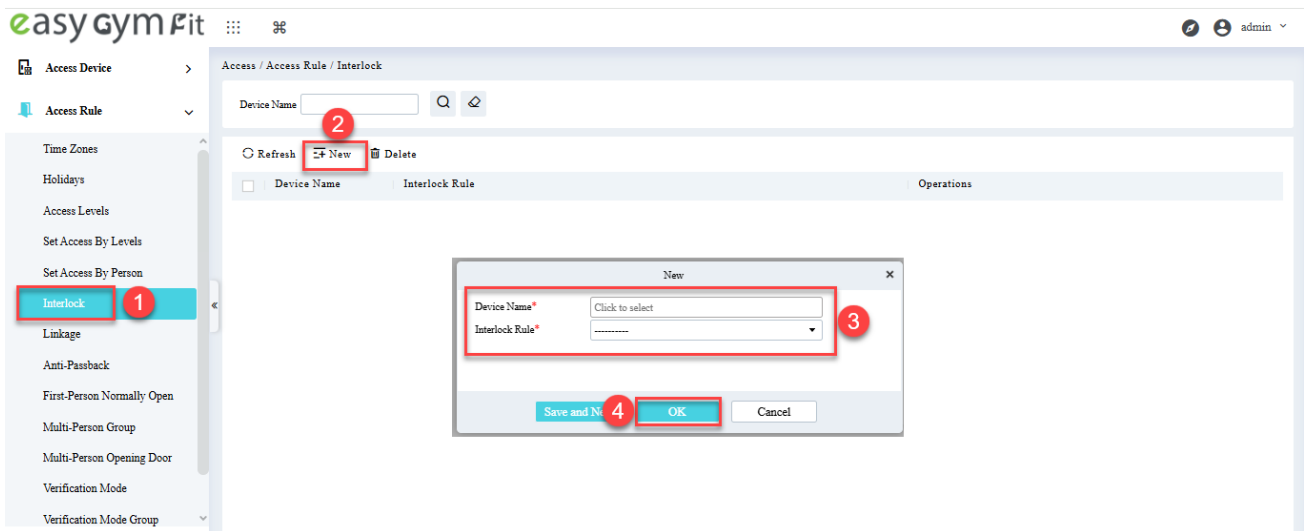 easy Gym Fit
admin
Access Device
Access / Access Rule / Interlock
Access Rule
Device Name
2
Time Zones
Refresh New Delete
Holidays
Device Name Interlock Rule Operations
Access Levels
Set Access By Levels
Set Access By Person
New
Interlock 1
Device Name* Click to select
3
Linkage
Interlock Rule* ----------
Anti-Passback
First-Person Normally Open
Save and 4 OK Cancel
Multi-Person Group
Multi-Person Opening Door
Verification Mode
Verification Mode Group